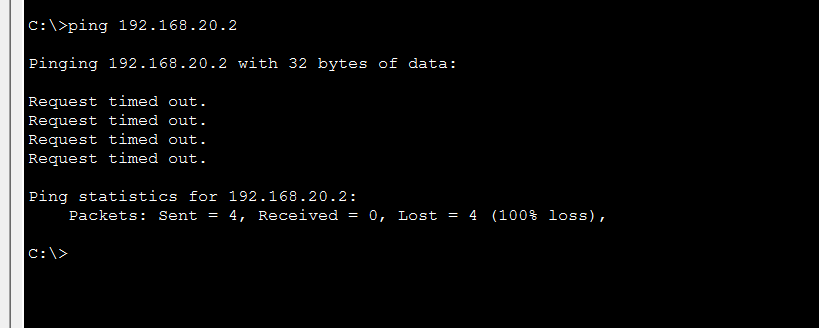 C:\>ping 192.168.20.2
Pinging 192.168.20.2 with 32 bytes of data:
Request timed out.
Request timed out.
Request timed out.
Request timed out.
Ping statistics for 192.168.20.2:
Packets: Sent = 4, Received = 0, Lost = 4 (100% loss),
C:\>